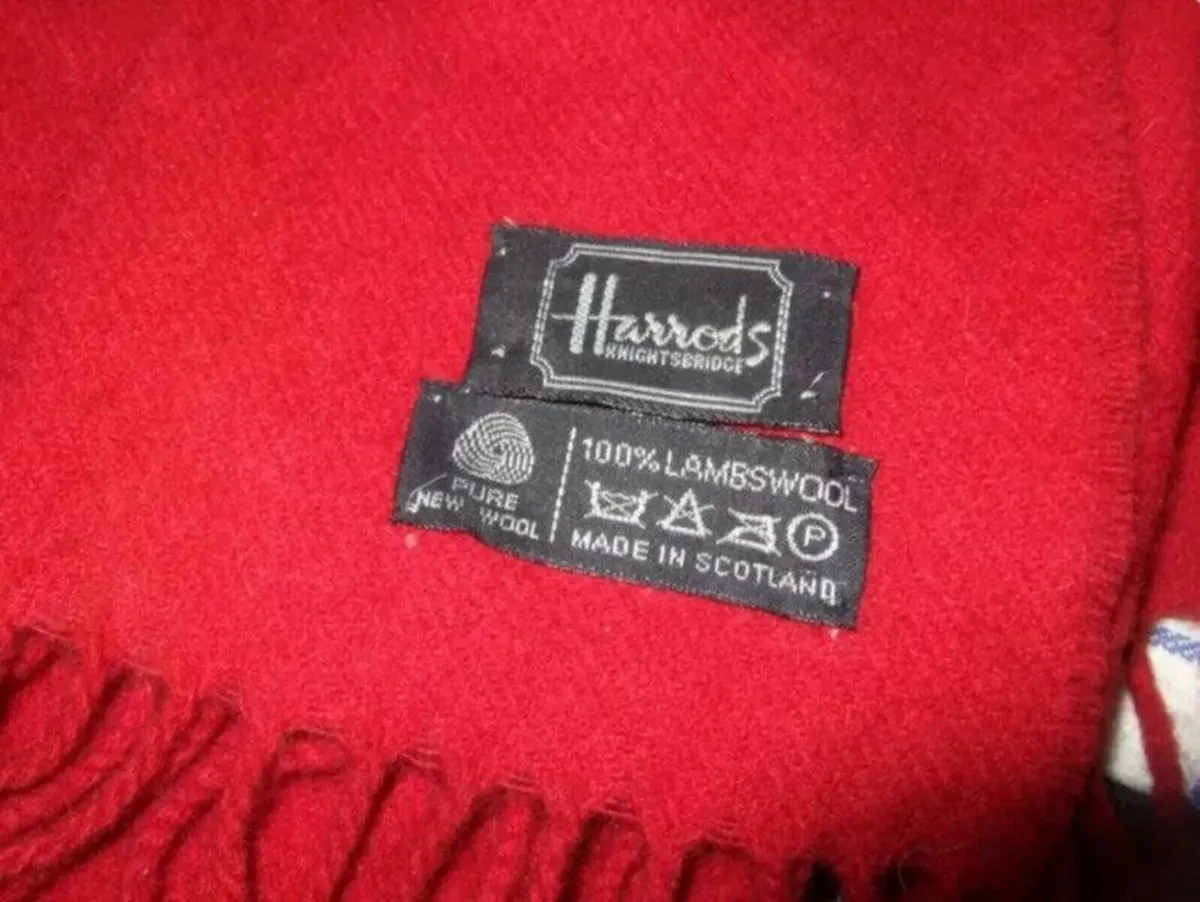 Harrods
KNIGHTSBRIDGE
PURE
NEW WOOL
100% LAMBSWOOL
P
MADE IN SCOTLAND